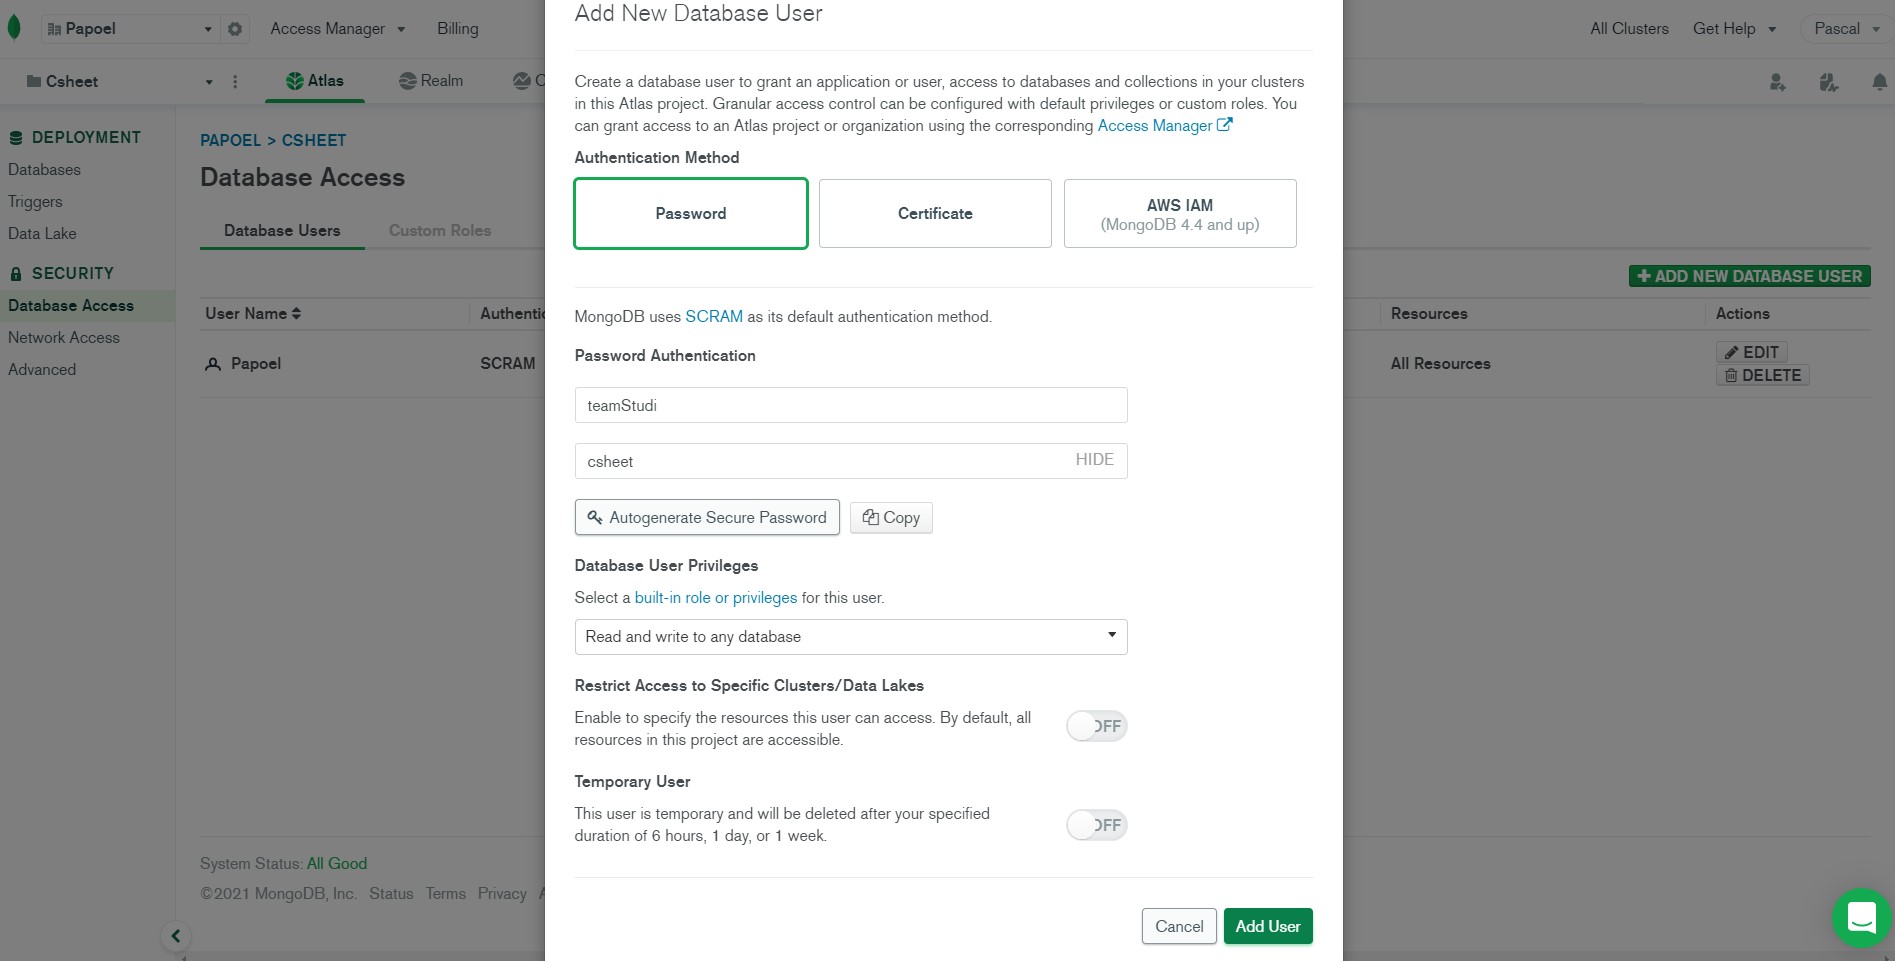 Papoel
Access Manager
Billing
All Clusters
Get Help
Pascal
Csheet
Atlas
Realm
DEPLOYMENT
Databases
Triggers
Data Lake
SECURITY
Database Access
Network Access
Advanced
PAPOEL > CSHEET
Database Access
Database Users
Custom Roles
+ ADD NEW DATABASE USER
User Name
Resources
Actions
Papoel
SCRAM
All Resources
EDIT
DELETE
System Status: All Good
©2021 MongoDB, Inc. Status Terms Privacy
Add New Database User
Create a database user to grant an application or user, access to databases and collections in your clusters
in this Atlas project. Granular access control can be configured with default privileges or custom roles. You
can grant access to an Atlas project or organization using the corresponding Access Manager
Authentication Method
Password
Certificate
AWS IAM
(MongoDB 4.4 and up)
MongoDB uses SCRAM as its default authentication method.
Password Authentication
teamStudi
csheet
HIDE
Autogenerate Secure Password
Copy
Database User Privileges
Select a built-in role or privileges for this user.
Read and write to any database
Restrict Access to Specific Clusters/Data Lakes
Enable to specify the resources this user can access. By default, all
resources in this project are accessible.
OFF
Temporary User
This user is temporary and will be deleted after your specified
duration of 6 hours, 1 day, or 1 week.
OFF
Cancel
Add User